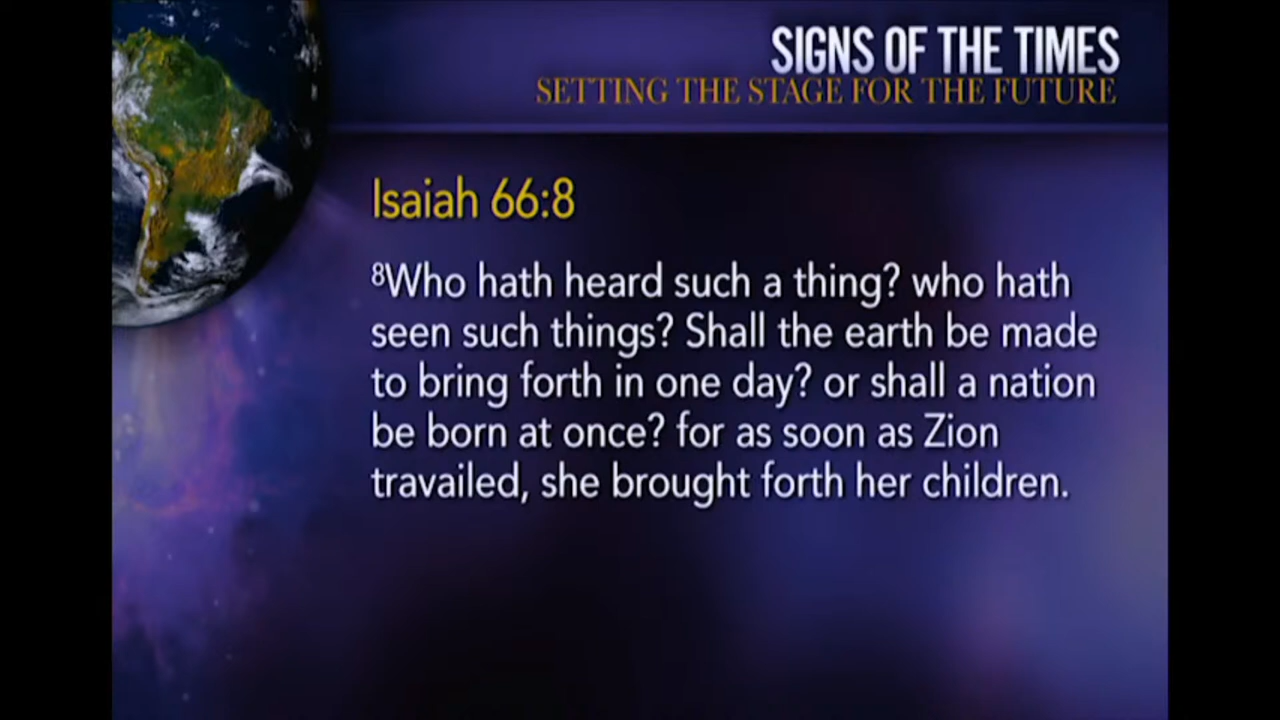 SIGNS OF THE TIMES
SETTING THE STAGE FOR THE FUTURE
Isaiah 66:8
⁸Who hath heard such a thing? who hath
seen such things? Shall the earth be made
to bring forth in one day? or shall a nation
be born at once? for as soon as Zion
travailed, she brought forth her children.